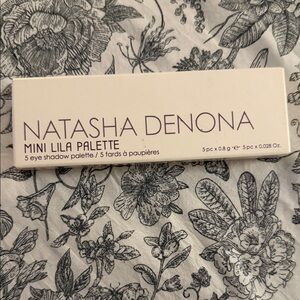 NATASHA DENONA
MINI LILA PALETTE
5 eye shadow palette / 5 fards à paupières
5 pc x 0.8 g ℮ 5 pc x 0.028 Oz.